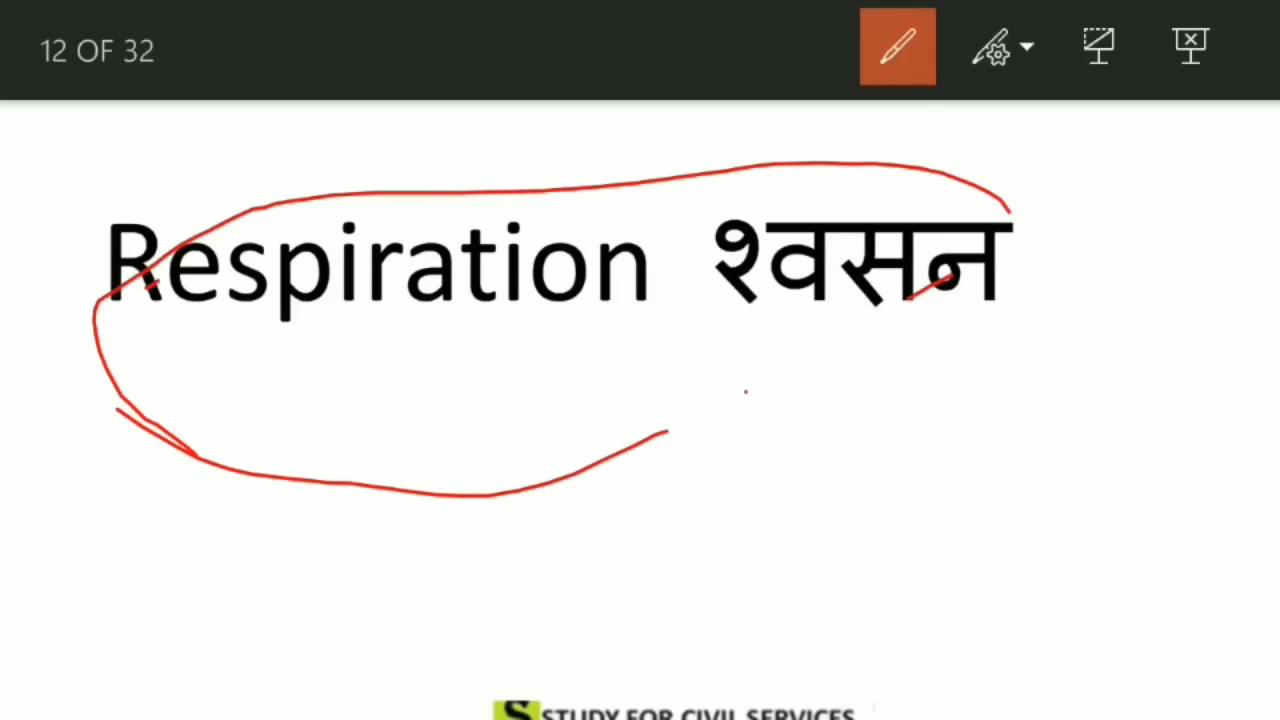 12 OF 32
Respiration श्वसन
S STUDY FOR CIVIL SERVICES